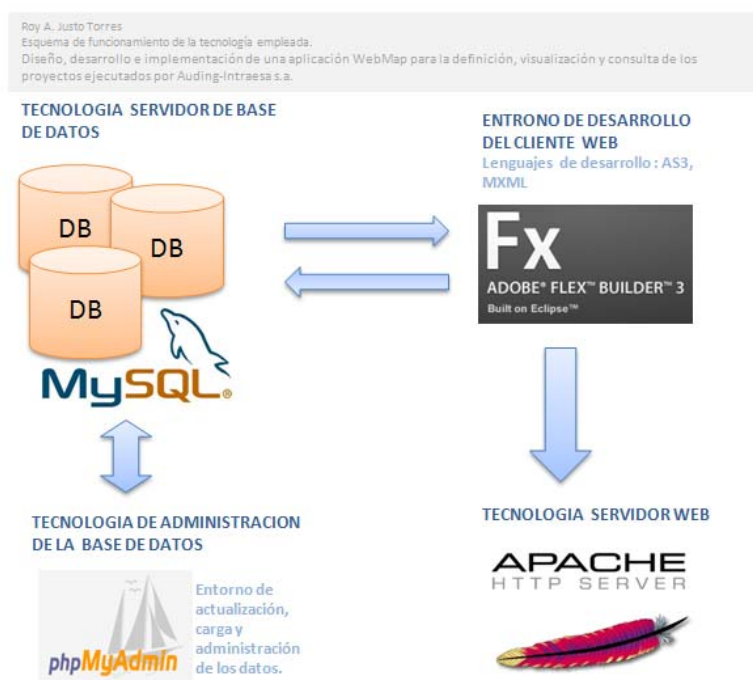 Roy A. Justo Torres
Esquema de funcionamiento de la tecnología empleada.
Diseño, desarrollo e implementación de una aplicación WebMap para la definición, visualización y consulta de los
proyectos ejecutados por Auding-Intraesa s.a.
TECNOLOGIA SERVIDOR DE BASE
DE DATOS
DB
DB
DB
MySQL®
ENTRONO DE DESARROLLO
DEL CLIENTE WEB
Lenguajes de desarrollo : AS3,
MXML
Fx
ADOBE® FLEX™ BUILDER™ 3
Built on Eclipse™
TECNOLOGIA DE ADMINISTRACION
DE LA BASE DE DATOS
phpMyAdmin
Entorno de
actualización,
carga y
administración
de los datos.
TECNOLOGIA SERVIDOR WEB
APACHE
HTTP SERVER